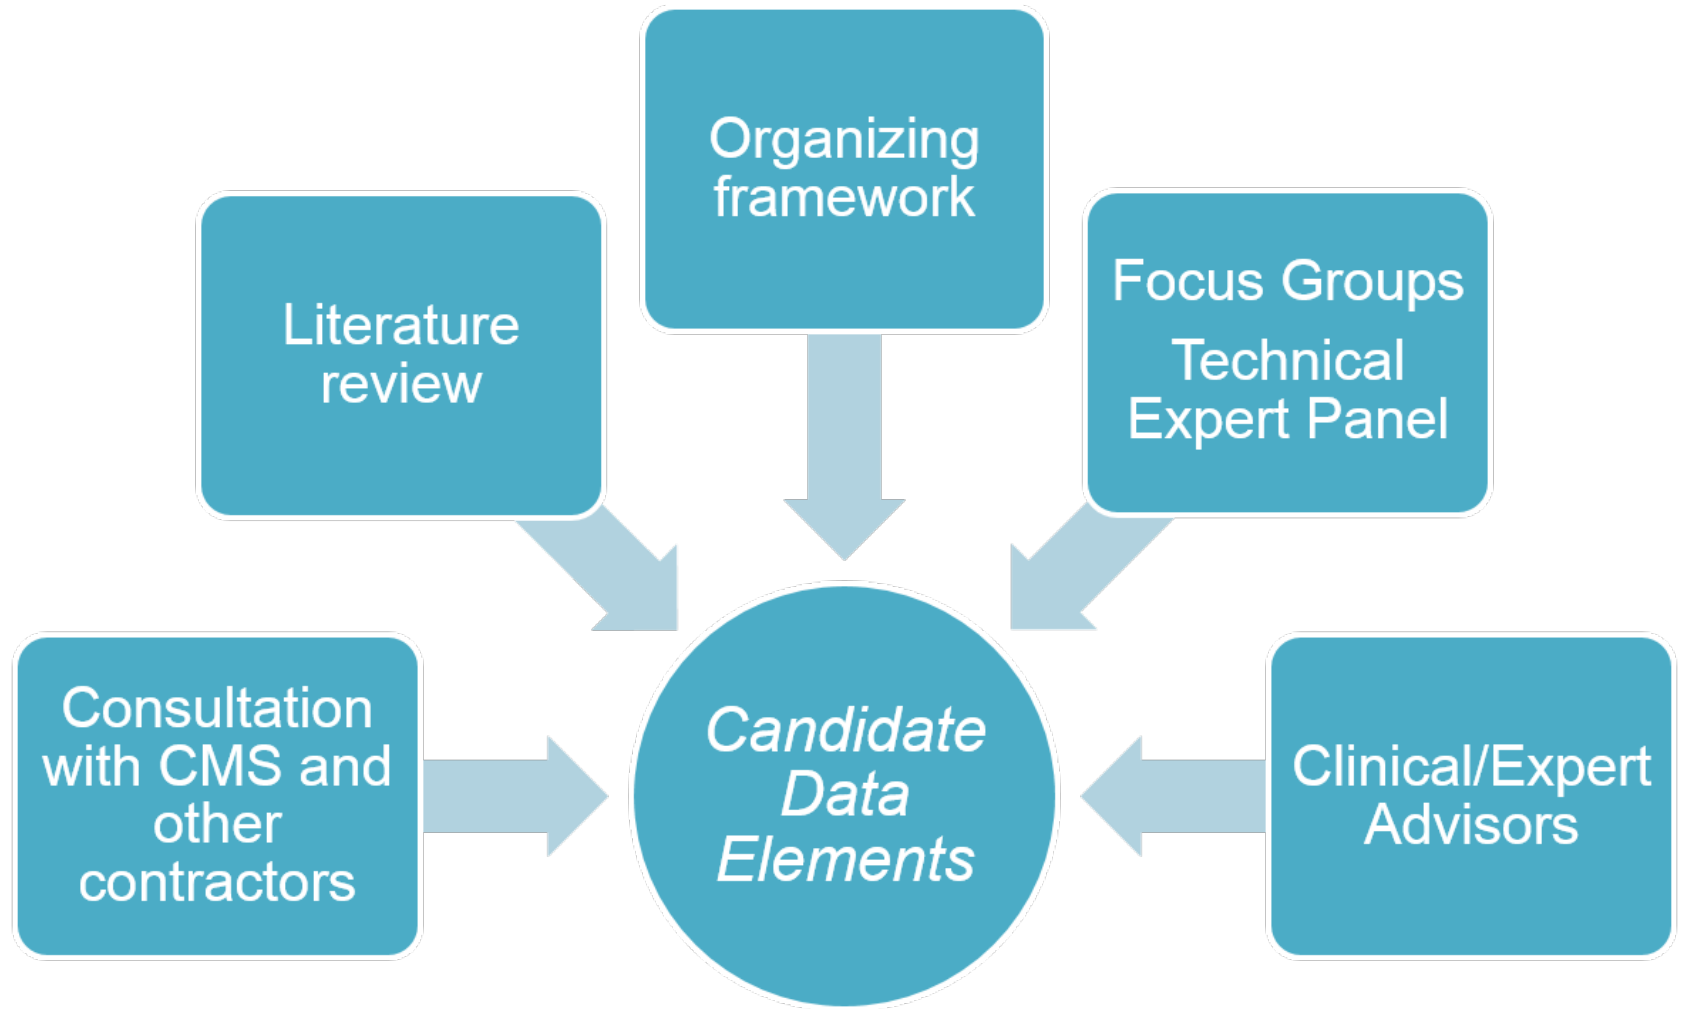 Organizing
framework
Literature
review
Focus Groups
Technical
Expert Panel
Consultation
with CMS and
other
contractors
Candidate
Data
Elements
Clinical/Expert
Advisors